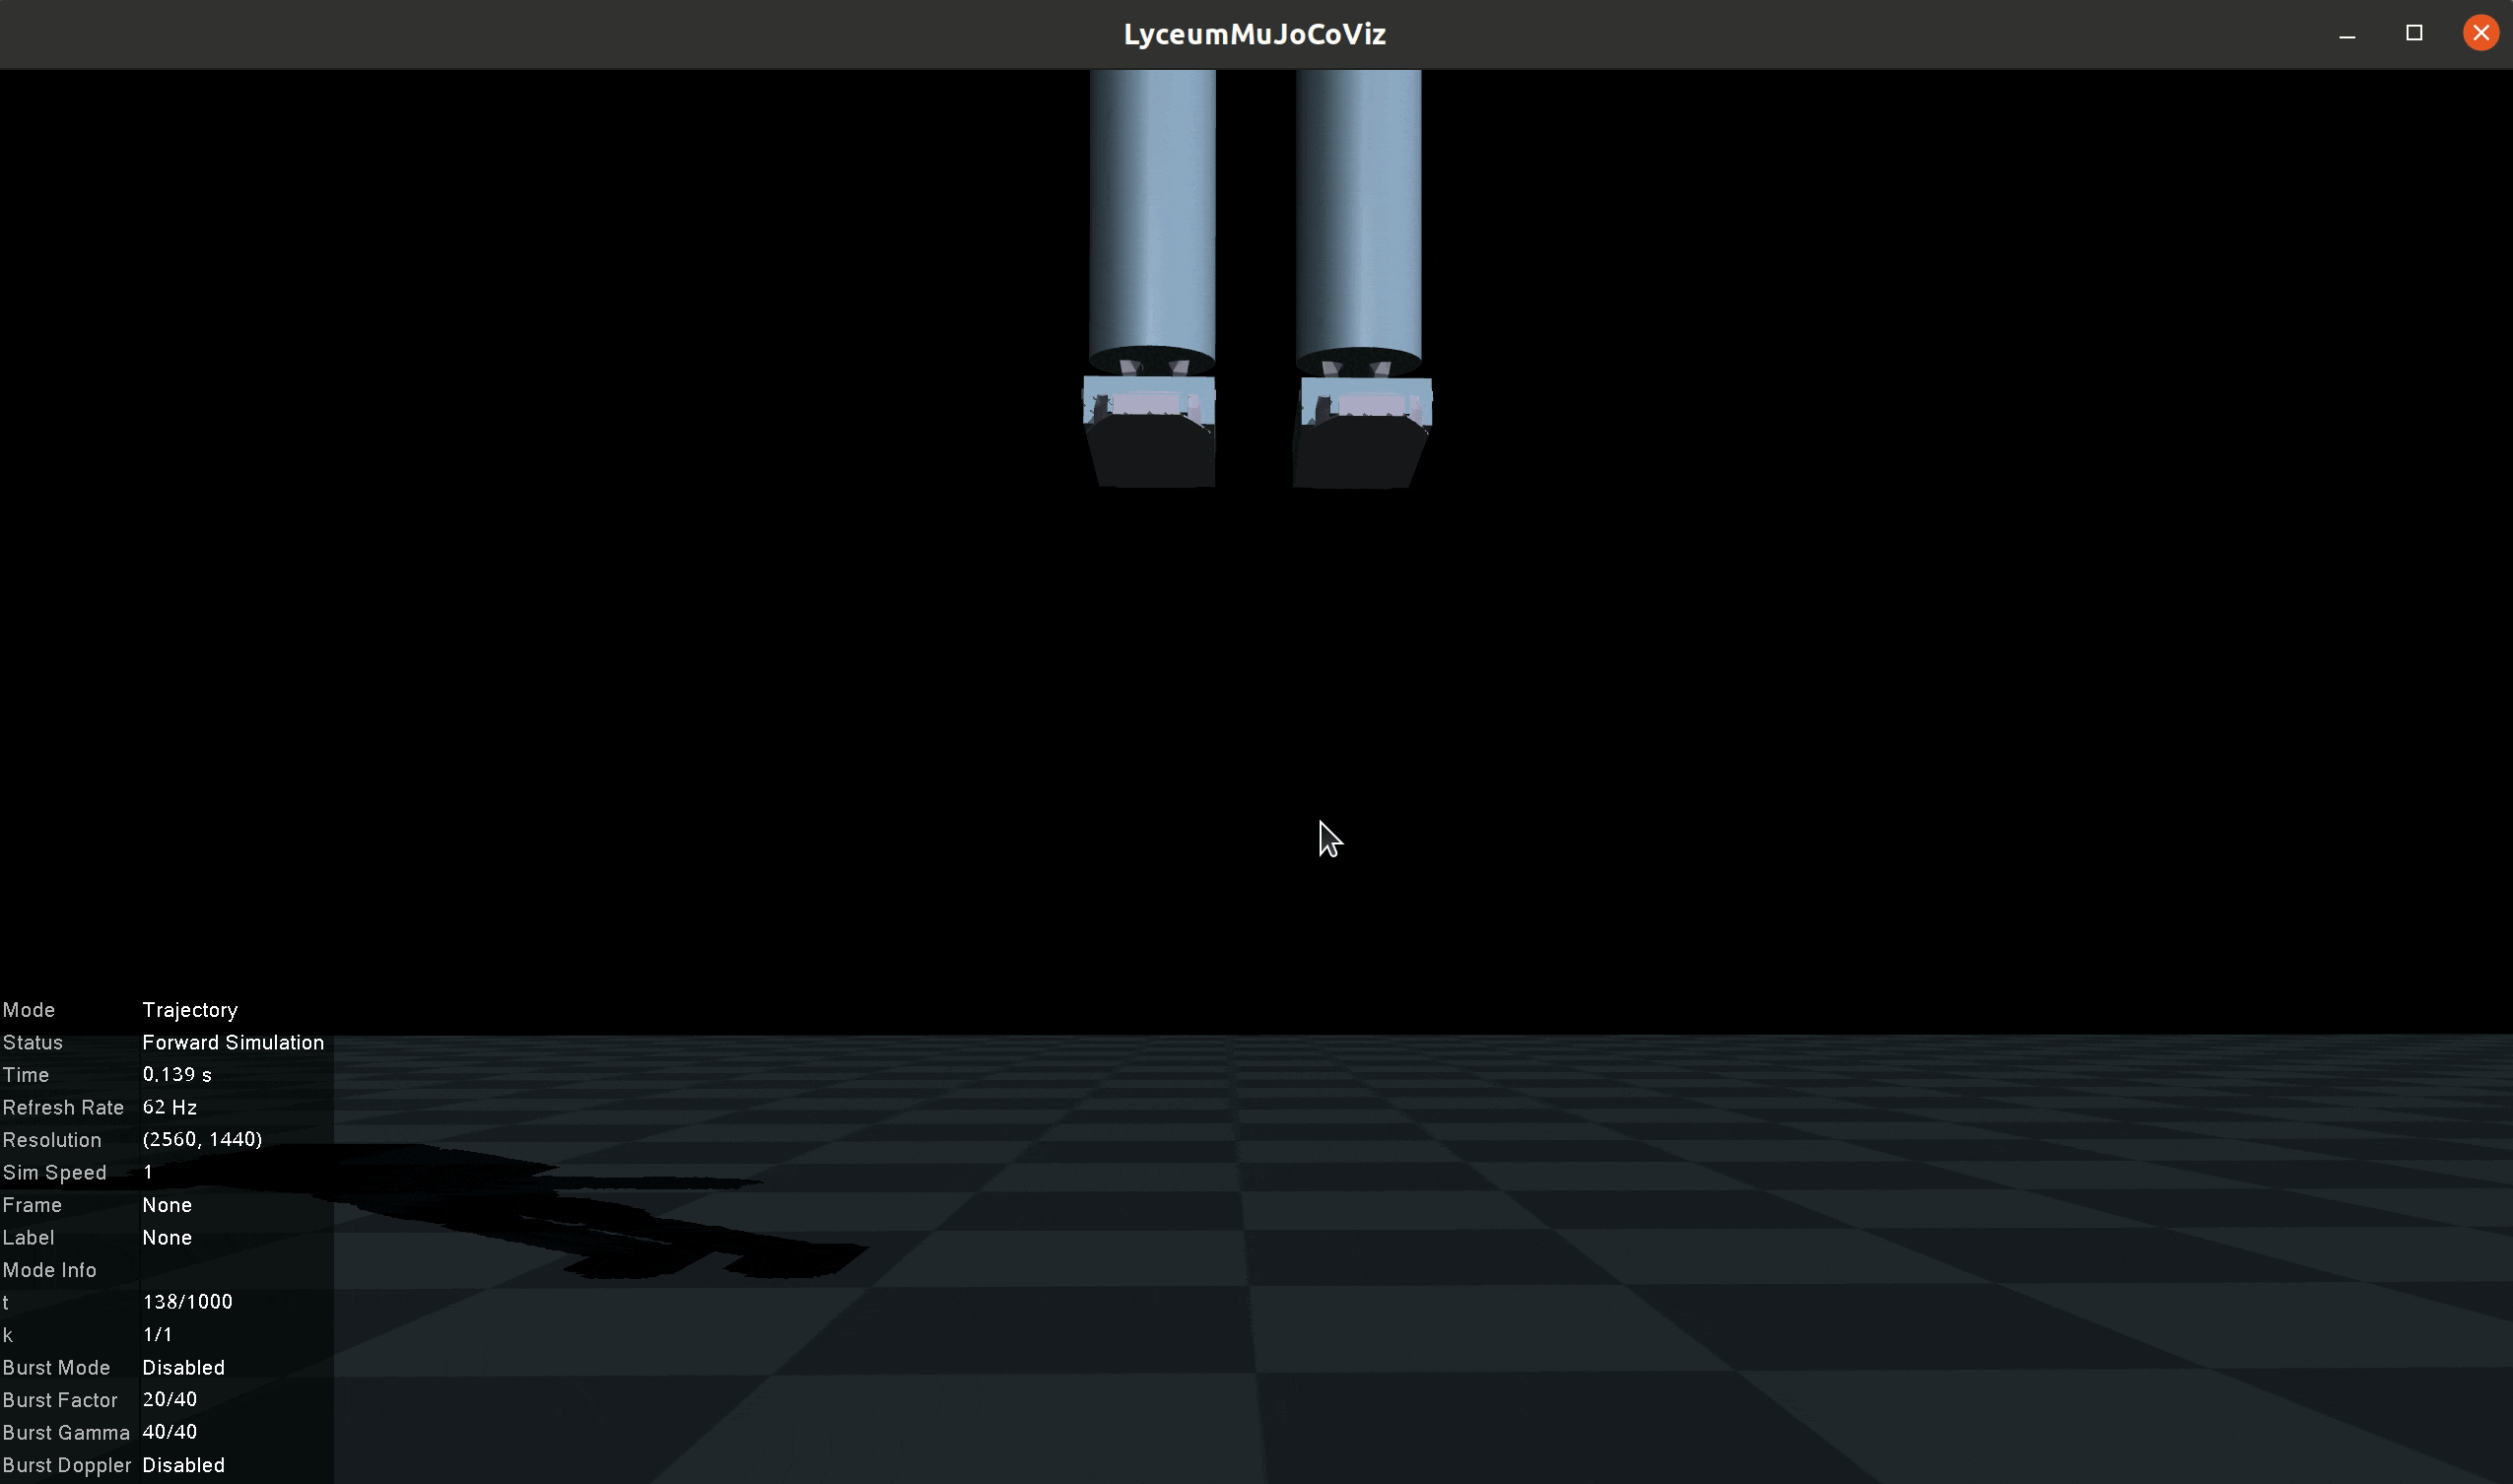 LyceumMuJoCoViz
Mode Trajectory
Status Forward Simulation
Time 0.139 s
Refresh Rate 62 Hz
Resolution (2560, 1440)
Sim Speed 1
Frame None
Label None
Mode Info
t 138/1000
k 1/1
Burst Mode Disabled
Burst Factor 20/40
Burst Gamma 40/40
Burst Doppler Disabled